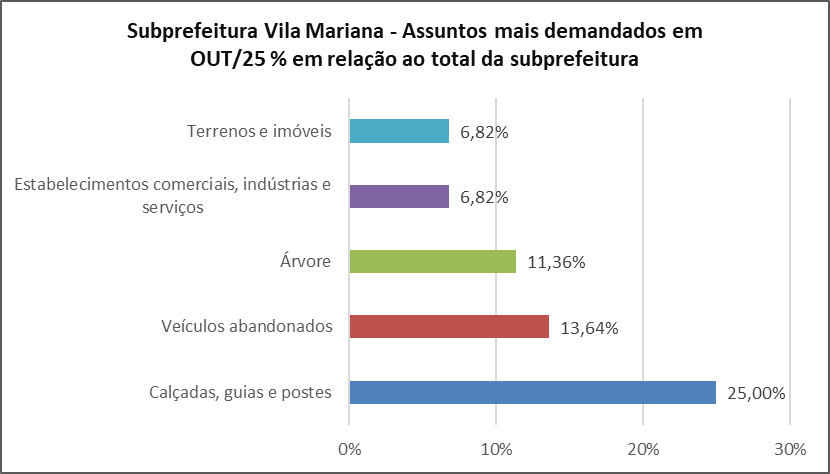 Subprefeitura Vila Mariana - Assuntos mais demandados em
OUT/25 % em relação ao total da subprefeitura
Terrenos e imóveis
6,82%
Estabelecimentos comerciais, indústrias e
serviços
6,82%
Árvore
11,36%
Veículos abandonados
13,64%
Calçadas, guias e postes
25,00%
0%
10%
20%
30%